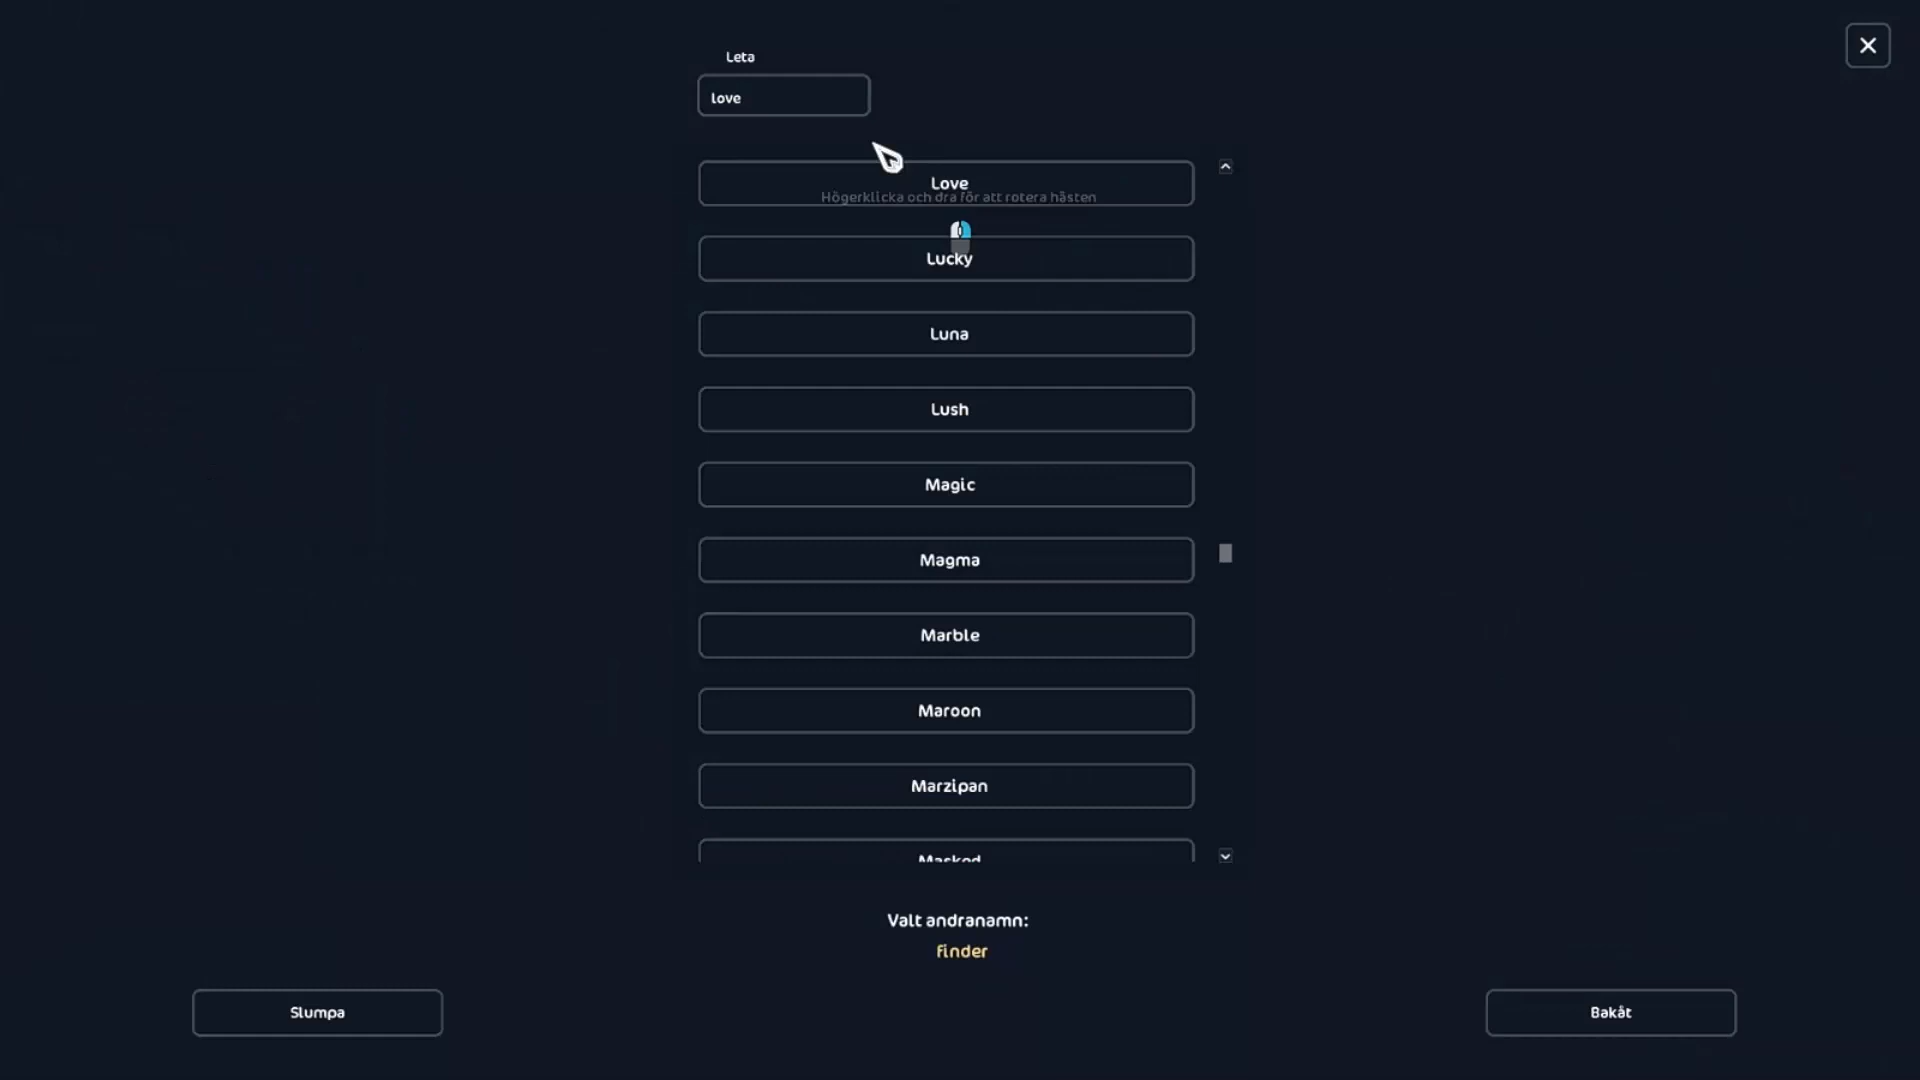 Leta
love
Love
Högerklicka och dra för att rotera hästen
Lucky
Luna
Lush
Magic
Magma
Marble
Maroon
Marzipan
Masked
Valt andranamn:
finder
Slumpa
Bakåt